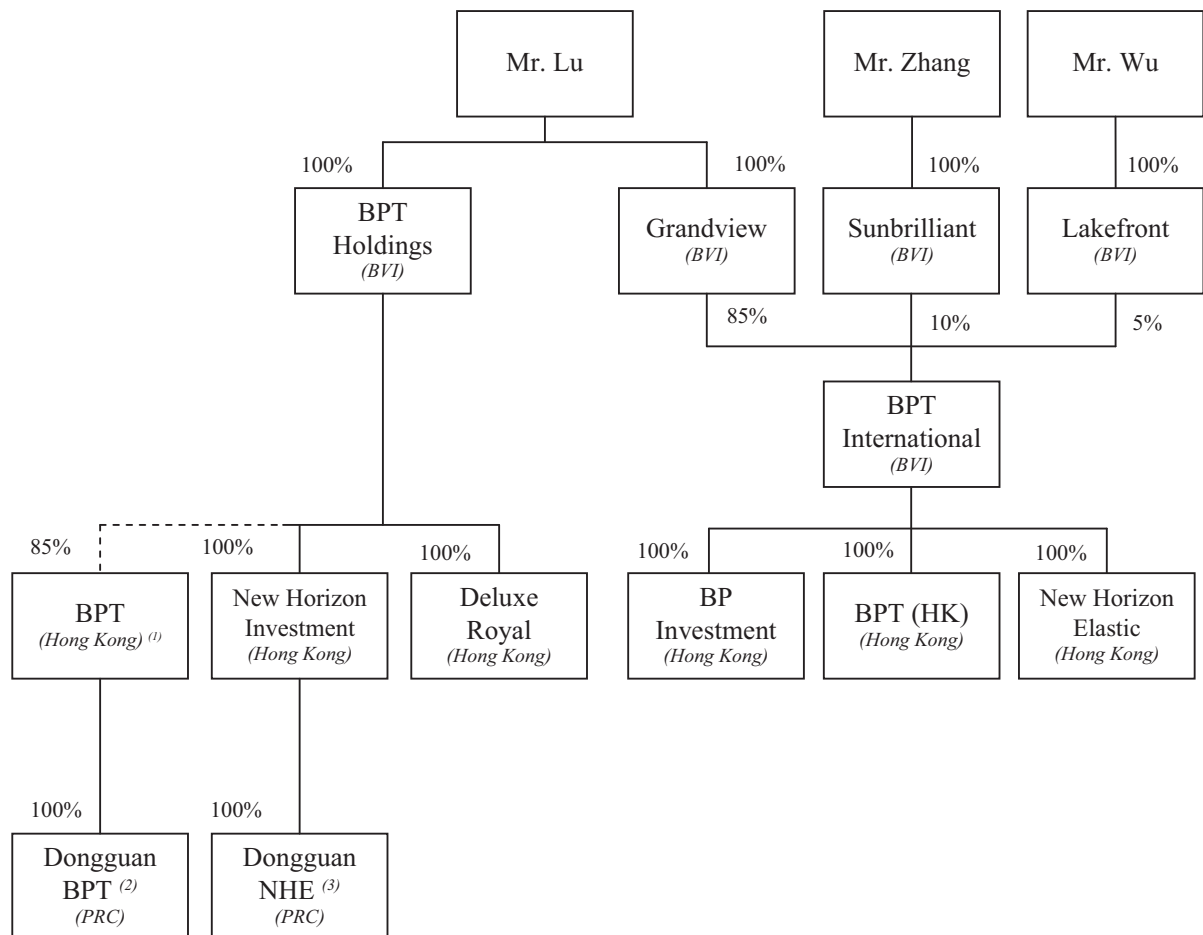 Mr. Lu
Mr. Zhang
Mr. Wu
100%
100%
100%
100%
BPT
Holdings
(BVI)
Grandview
(BVI)
Sunbrilliant
(BVI)
Lakefront
(BVI)
85%
10%
5%
BPT
International
(BVI)
85%
100%
100%
100%
100%
100%
BPT
(Hong Kong) (1)
New Horizon
Investment
(Hong Kong)
Deluxe
Royal
(Hong Kong)
BP
Investment
(Hong Kong)
BPT (HK)
(Hong Kong)
New Horizon
Elastic
(Hong Kong)
100%
100%
Dongguan
BPT (2)
(PRC)
Dongguan
NHE (3)
(PRC)